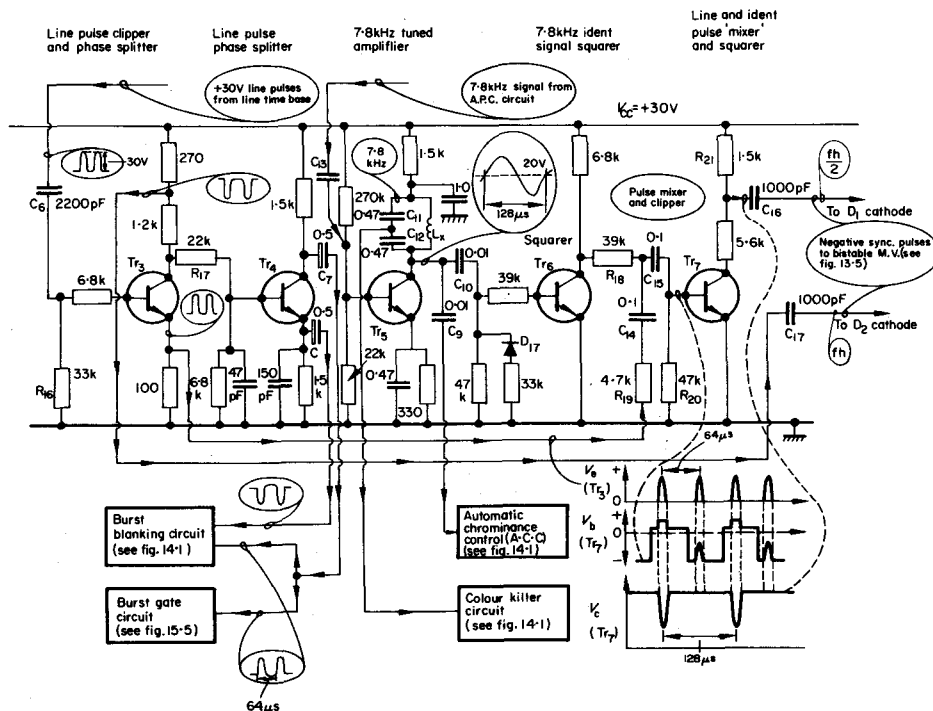 Line pulse clipper
and phase splitter
Line pulse
phase splitter
7·8kHz tuned
amplifier
7·8kHz ident
signal squarer
Line and ident
pulse 'mixer'
and squarer
+30V line pulses
from line time base
7·8kHz signal from
A.P.C. circuit
Vcc=+30V
30V
270
C6
2200pF
1·2k
22k
R17
6·8k
Tr3
33k
R16
100
6·8
k
47
pF
150
pF
1·5k
Tr4
0·5
C7
0·5
C
1·5
k
C13
7·8
kHz
270k
0·47
C11
C12
0·47
Lx
1·5k
1·0
20V
128µs
Tr5
22k
0·47
330
0·01
C10
0·01
C9
Squarer
39k
47
k
D17
33k
6·8k
Tr6
39k
R18
0·1
C15
0·1
C14
4·7k
R19
47k
R20
Pulse mixer
and clipper
R21
1·5k
5·6k
Tr7
1000pF
C16
fh
2
To D1 cathode
Negative sync. pulses
to bistable M.V.(see
fig. 13·5)
1000pF
C17
To D2 cathode
fh
64µs
Ve
(Tr3)
+
0
Vb
(Tr7)
+
0
−
Vc
(Tr7)
+
128µs
Burst
blanking circuit
(see fig. 14·1)
Burst gate
circuit
(see fig. 15·5)
64µs
Automatic
chrominance
control (A·C·C)
(see fig. 14·1)
Colour killer
circuit
(see fig. 14·1)